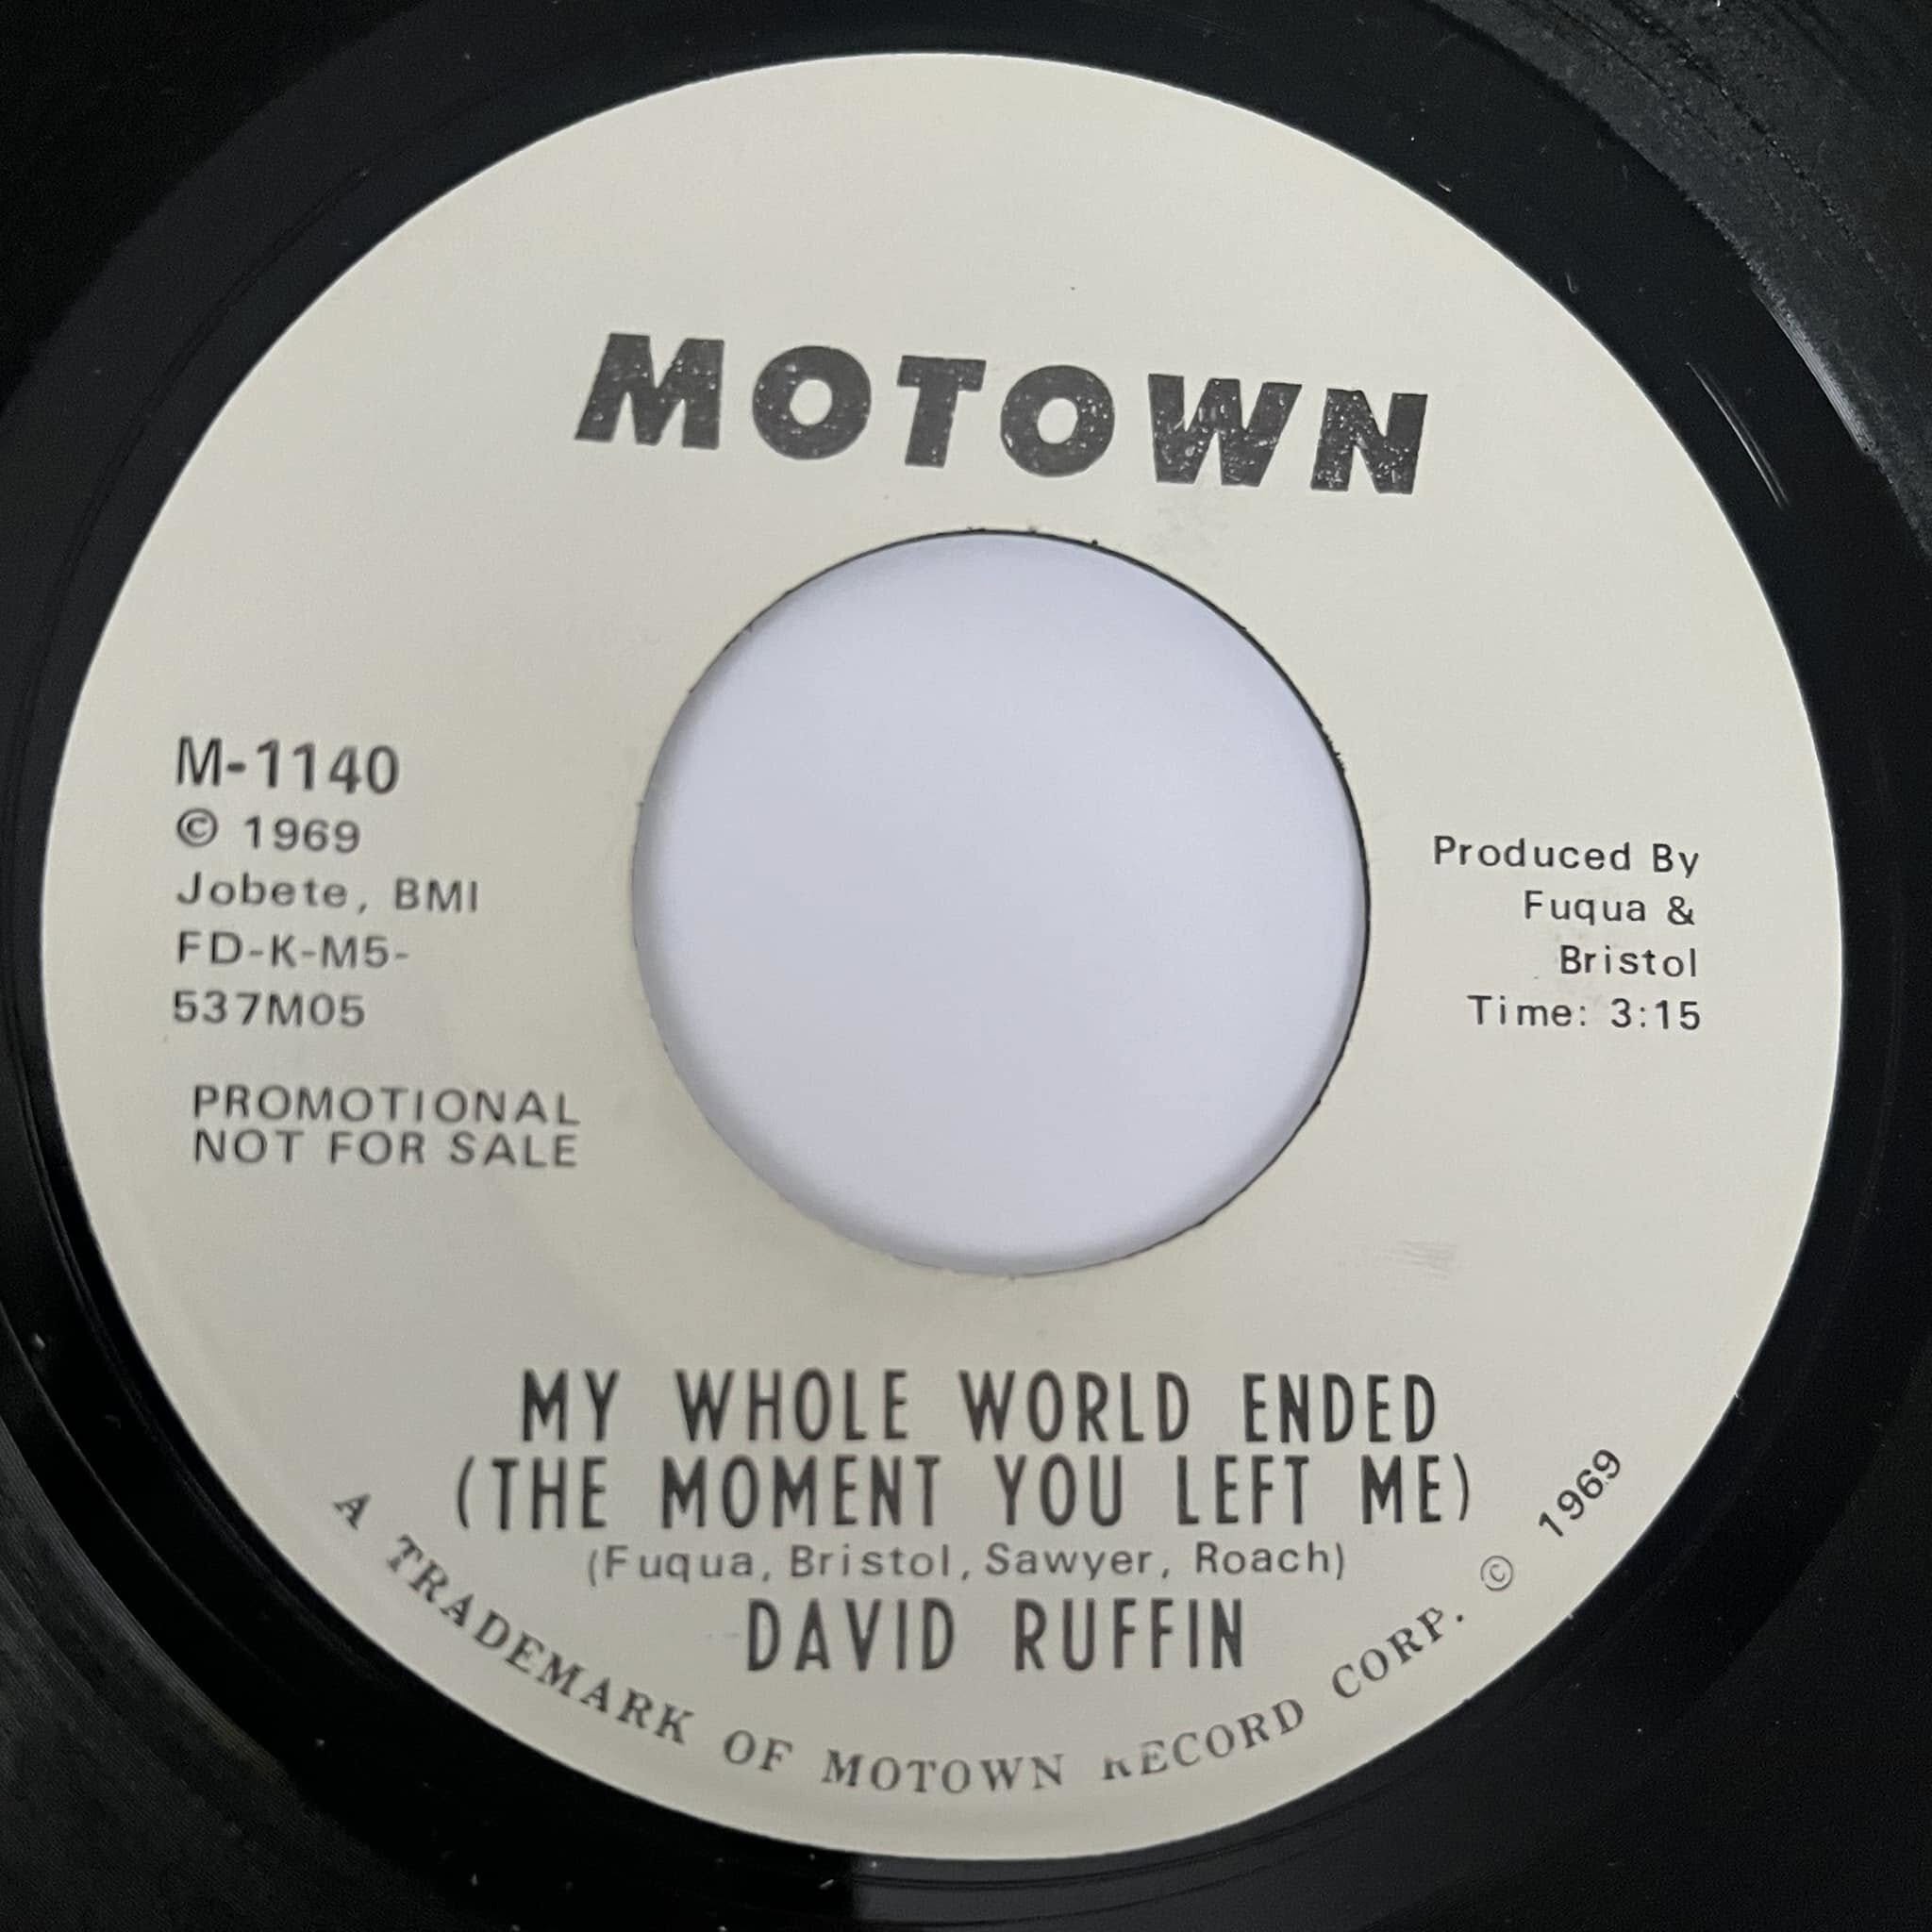 MOTOWN
M-1140
© 1969
Jobete, BMI
FD-K-M5-
537M05
PROMOTIONAL
NOT FOR SALE
Produced By
Fuqua &
Bristol
Time: 3:15
MY WHOLE WORLD ENDED
(THE MOMENT YOU LEFT ME)
(Fuqua, Bristol, Sawyer, Roach)
DAVID RUFFIN
A TRADEMARK OF MOTOWN RECORD CORP. © 1969